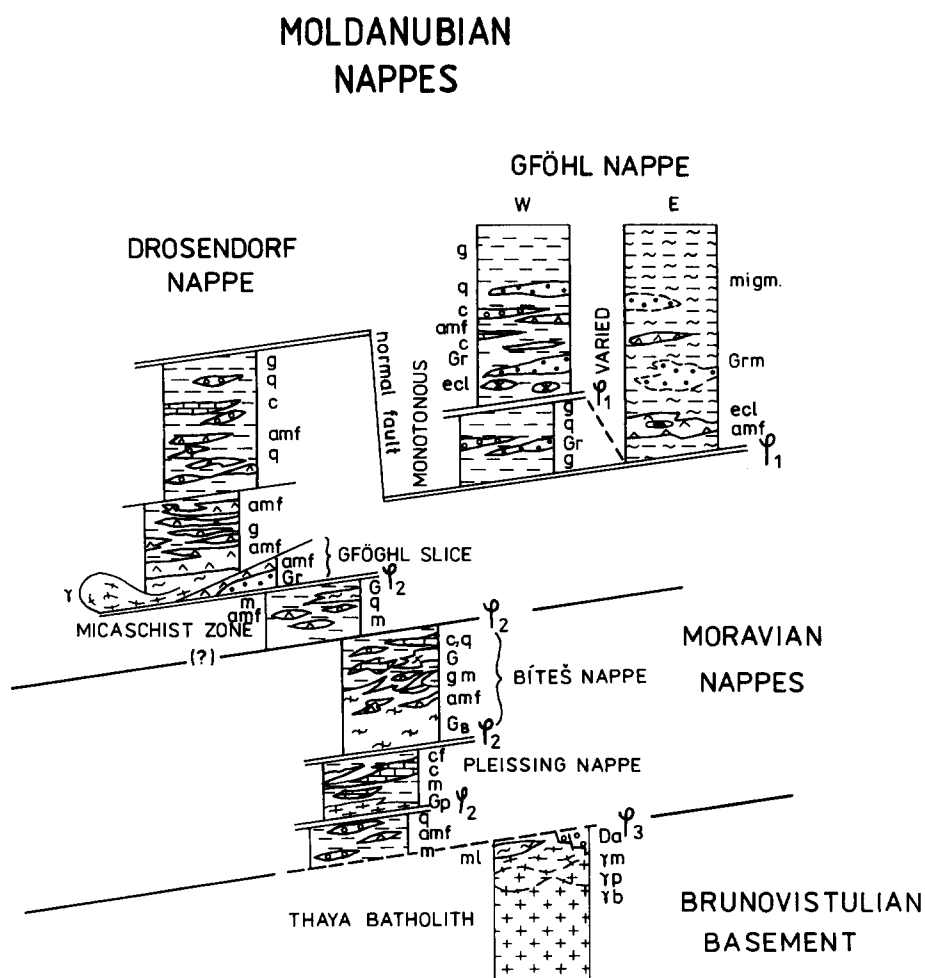 MOLDANUBIAN
NAPPES
GFÖHL NAPPE
W
E
DROSENDORF
NAPPE
g
q
c
amf
c
Gr
ecl
migm.
Grm
ecl
amf
φ1
VARIED
φ1
MONOTONOUS
g
q
Gr
g
normal fault
g
q
c
amf
q
amf
g
amf
amf
Gr
GFÖGHL SLICE
φ2
γ
m
amf
G
q
m
MICASCHIST ZONE
(?)
φ2
MORAVIAN
NAPPES
c,q
G
gm
amf
GB
BÍTEŠ NAPPE
φ2
cf
c
m
Gp
PLEISSING NAPPE
φ2
q
amf
m
φ3
ml
Da
γm
γp
γb
THAYA BATHOLITH
BRUNOVISTULIAN
BASEMENT